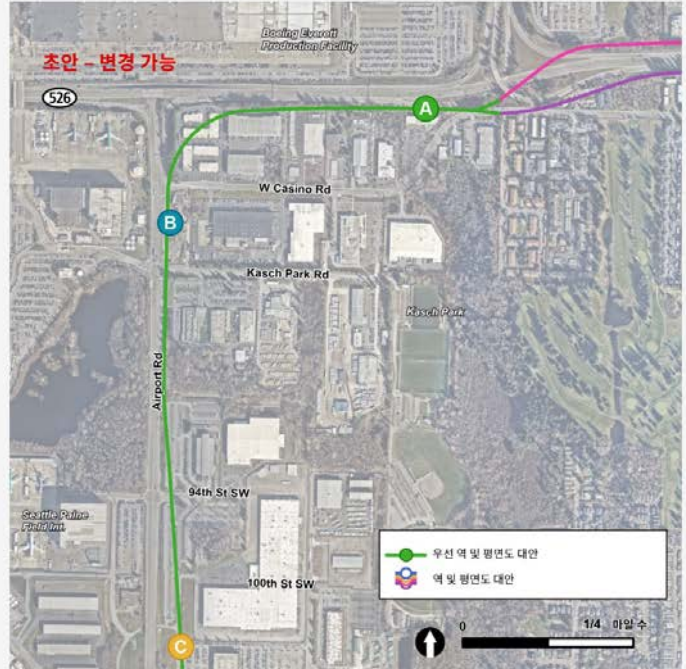 Boeing Everett
Production Facility
초안 – 변경 가능
526
A
W Casino Rd
B
Kasch Park Rd
Kasch Park
Airport Rd
94th St SW
Seattle Paine
Field Int.
우선 역 및 평면도 대안
역 및 평면도 대안
100th St SW
0 1/4 마일 수
C